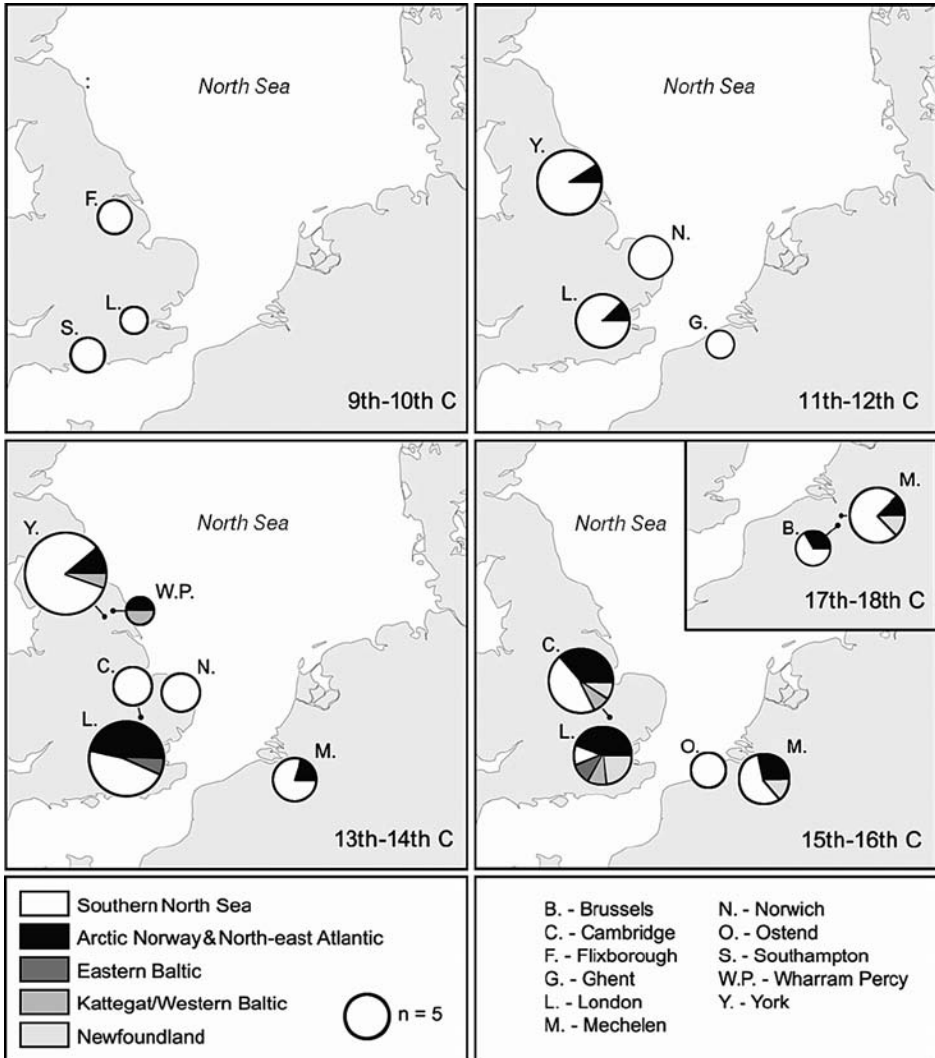 North Sea
F.
L.
S.
9th-10th C
North Sea
Y.
N.
L.
G.
11th-12th C
North Sea
Y.
W.P.
C.
N.
L.
M.
13th-14th C
North Sea
C.
L.
O.
M.
15th-16th C
M.
B.
17th-18th C
Southern North Sea
Arctic Norway & North-east Atlantic
Eastern Baltic
Kattegat/Western Baltic
Newfoundland
n = 5
B. - Brussels
C. - Cambridge
F. - Flixborough
G. - Ghent
L. - London
M. - Mechelen
N. - Norwich
O. - Ostend
S. - Southampton
W.P. - Wharram Percy
Y. - York